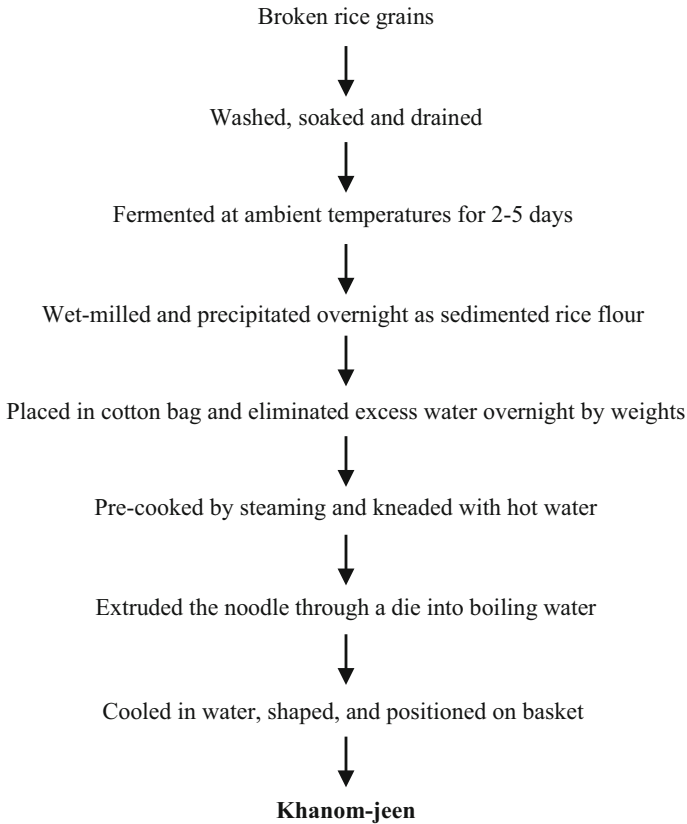 Broken rice grains
Washed, soaked and drained
Fermented at ambient temperatures for 2-5 days
Wet-milled and precipitated overnight as sedimented rice flour
Placed in cotton bag and eliminated excess water overnight by weights
Pre-cooked by steaming and kneaded with hot water
Extruded the noodle through a die into boiling water
Cooled in water, shaped, and positioned on basket
Khanom-jeen